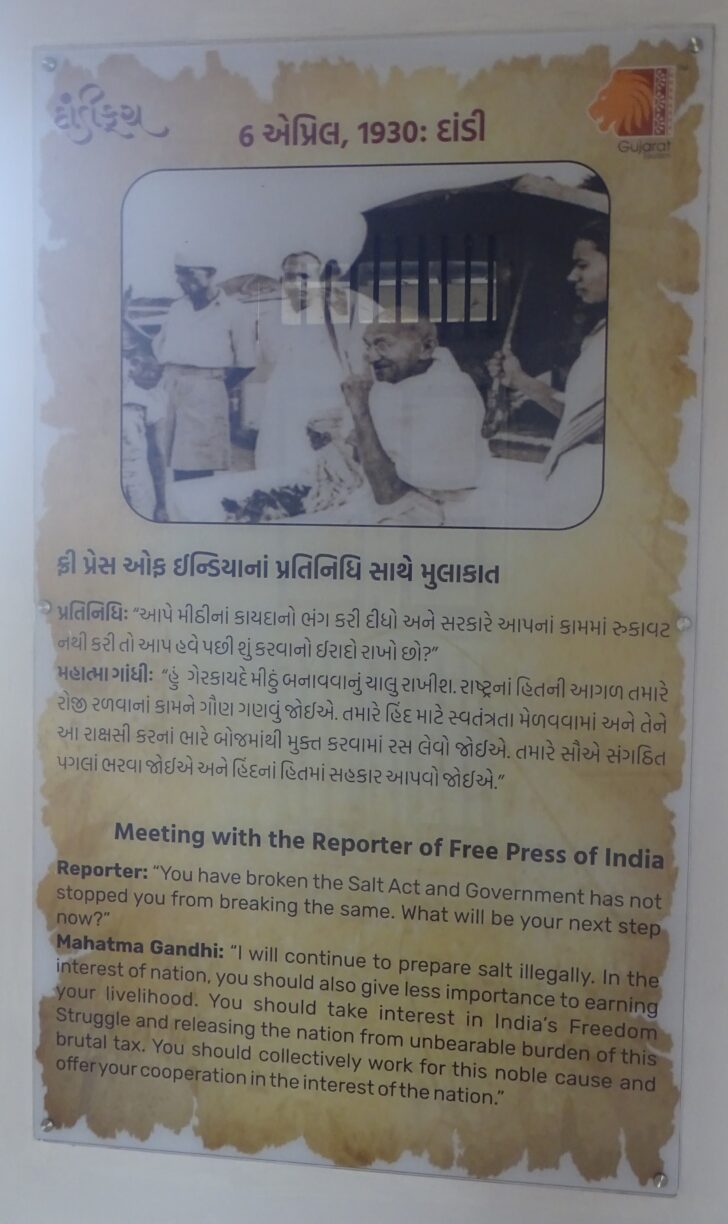 દાંડીકૂચ
6 એપ્રિલ, 1930: દાંડી
Gujarat
ફ્રી પ્રેસ ઓફ ઈન્ડિયાનાં પ્રતિનિધિ સાથે મુલાકાત
પ્રતિનિધિ: “આપે મીઠીનાં કાયદાનો ભંગ કરી દીધો અને સરકારે આપનાં કામમાં રુકાવટ
નથી કરી તો આપ હવે પછી શું કરવાનો ઈરાદો રાખો છો?”
મહાત્મા ગાંધી: “હું ગેરકાયદે મીઠું બનાવવાનું ચાલુ રાખીશ. રાષ્ટ્રનાં હિતની આગળ તમારે
રોજી રળવાનાં કામને ગૌણ ગણવું જોઈએ. તમારે હિંદ માટે સ્વતંત્રતા મેળવવામાં અને તેને
આ રાક્ષસી કરનાં ભારે બોજમાંથી મુક્ત કરવામાં રસ લેવો જોઈએ. તમારે સૌએ સંગઠિત
પગલાં ભરવા જોઈએ અને હિંદનાં હિતમાં સહકાર આપવો જોઈએ.”
Meeting with the Reporter of Free Press of India
Reporter: “You have broken the Salt Act and Government has not
stopped you from breaking the same. What will be your next step
now?”
Mahatma Gandhi: “I will continue to prepare salt illegally. In the
interest of nation, you should also give less importance to earning
your livelihood. You should take interest in India’s Freedom
Struggle and releasing the nation from unbearable burden of this
brutal tax. You should collectively work for this noble cause and
offer your cooperation in the interest of the nation.”